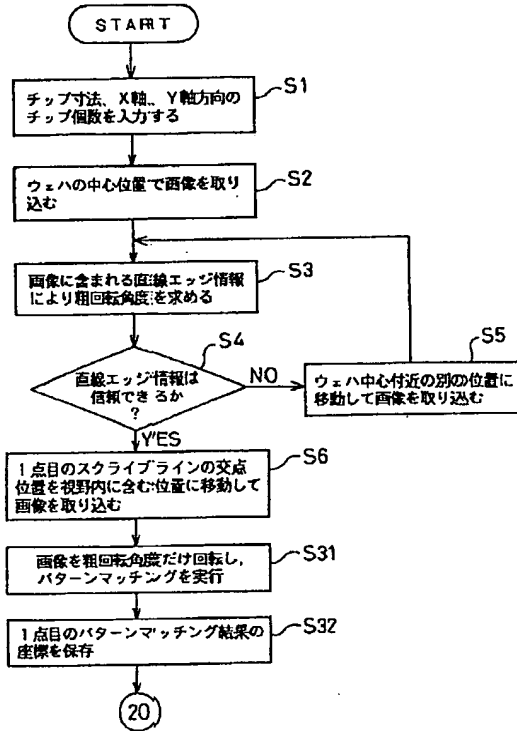 START
S1
チップ寸法、X軸、Y軸方向の
チップ個数を入力する
S2
ウェハの中心位置で画像を取り
込む
S3
画像に含まれる直線エッジ情報
により粗回転角度を求める
S4
直線エッジ情報は
信頼できるか
?
NO
S5
ウェハ中心付近の別の位置に
移動して画像を取り込む
YES
S6
1点目のスクライブラインの交点
位置を視野内に含む位置に移動して
画像を取り込む
S31
画像を粗回転角度だけ回転し,
パターンマッチングを実行
S32
1点目のパターンマッチング結果の
座標を保存
20